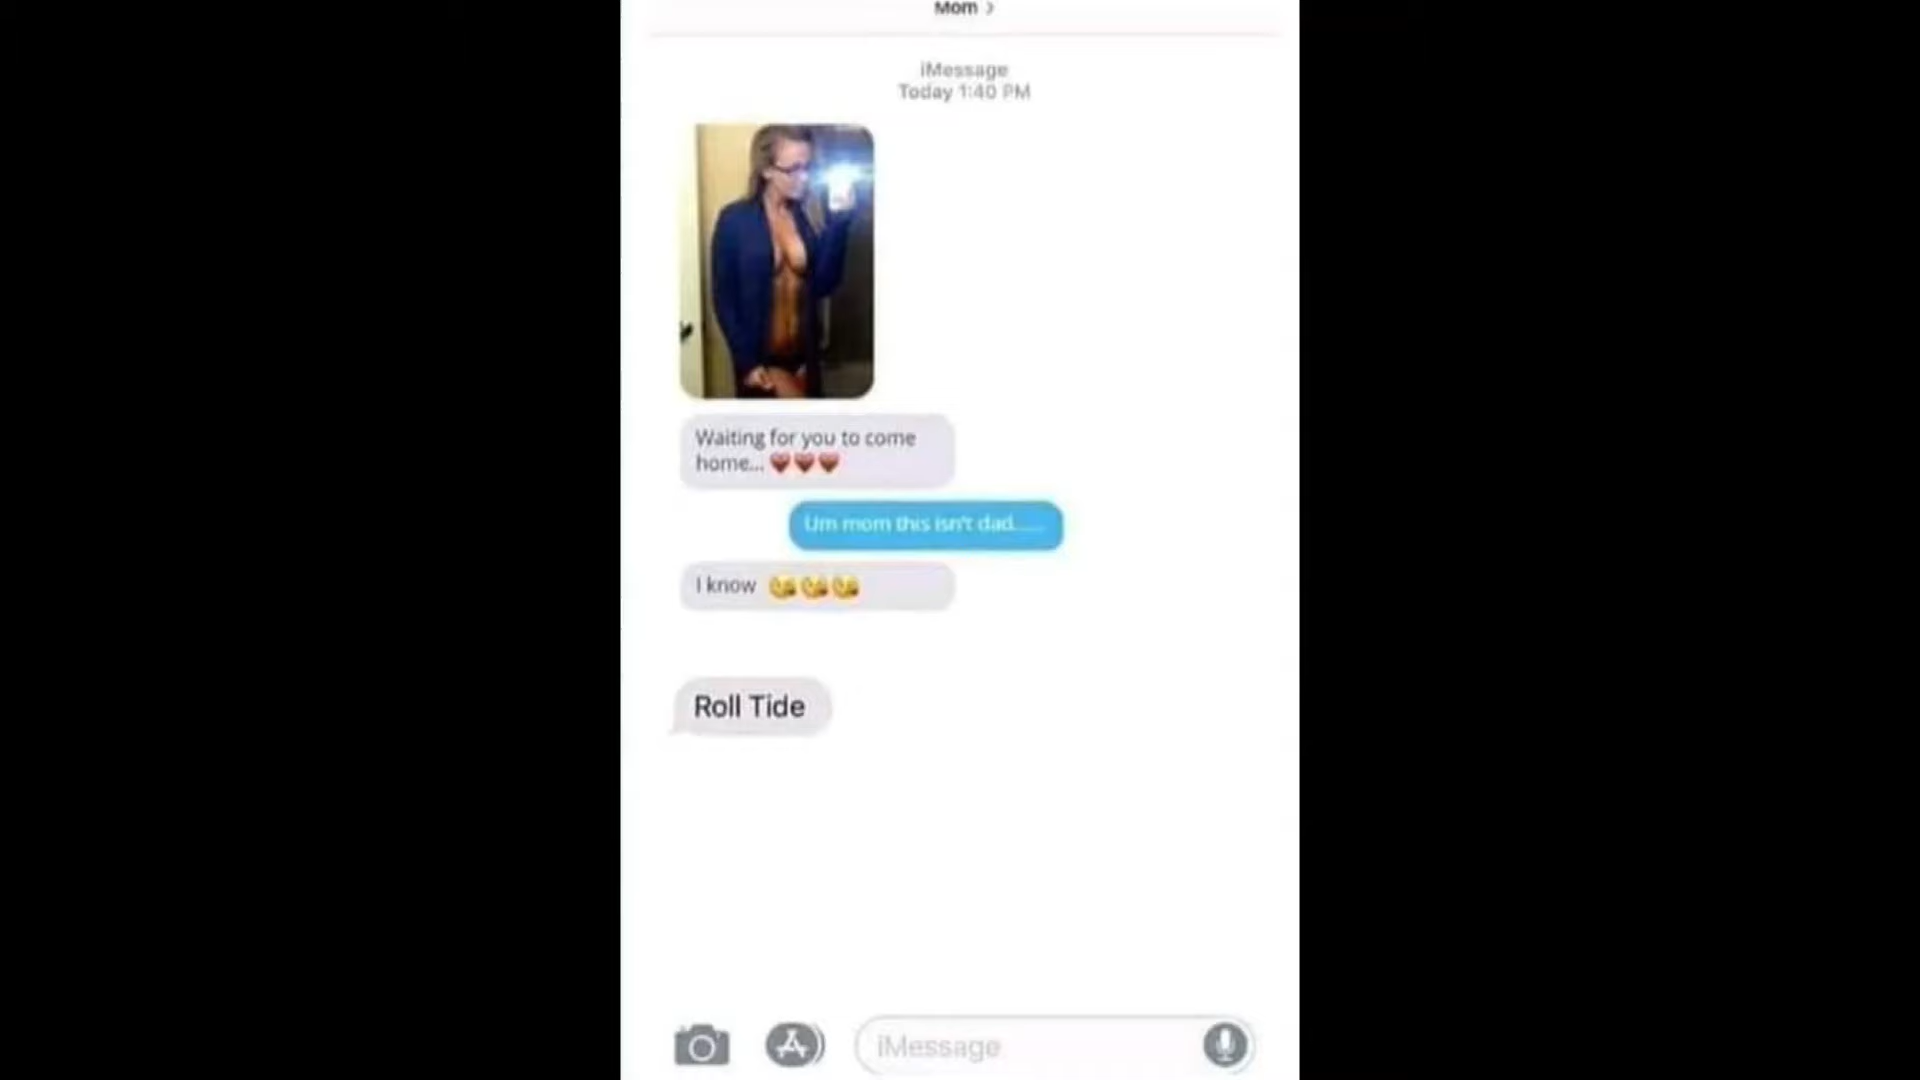 Mom
iMessage
Today 1:40 PM
Waiting for you to come
home...
Um mom this isn't dad......
I know
Roll Tide
iMessage